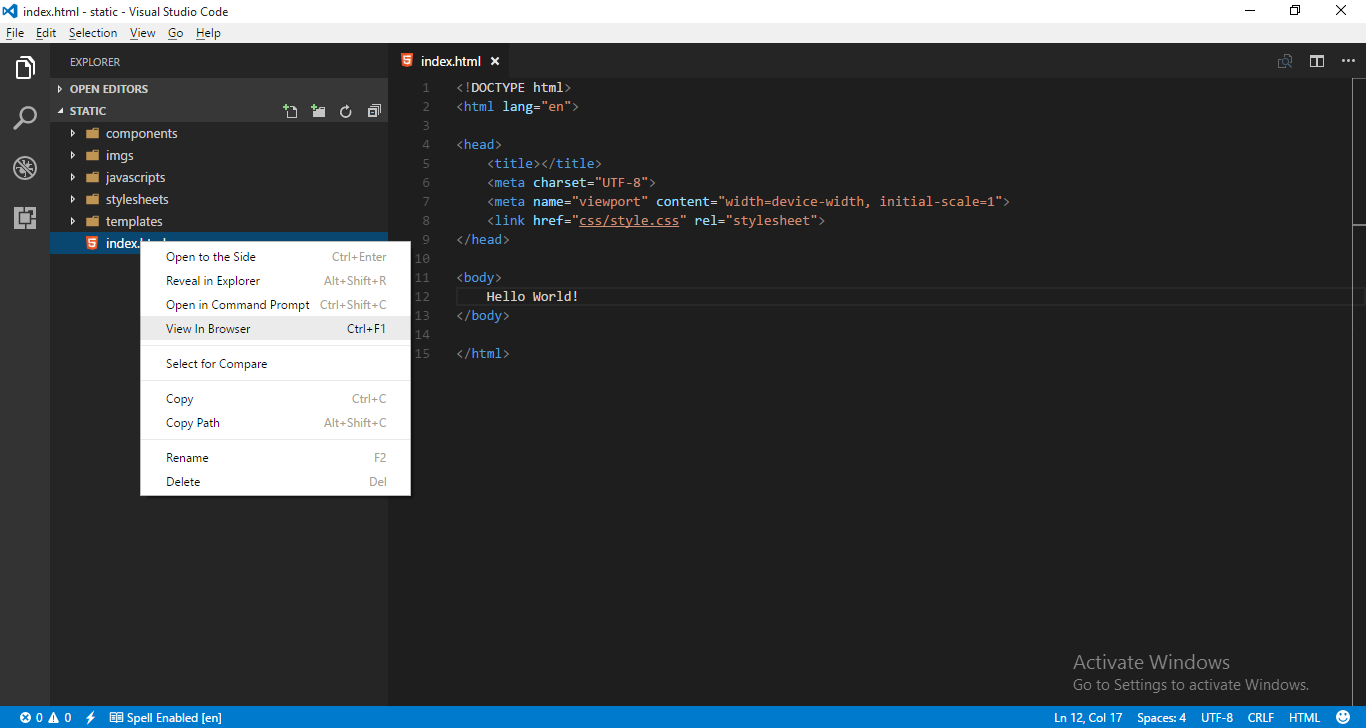 index.html - static - Visual Studio Code
File Edit Selection View Go Help
EXPLORER
OPEN EDITORS
STATIC
components
imgs
javascripts
stylesheets
templates
index.html
Open to the Side Ctrl+Enter
Reveal in Explorer Alt+Shift+R
Open in Command Prompt Ctrl+Shift+C
View In Browser Ctrl+F1
Select for Compare
Copy Ctrl+C
Copy Path Alt+Shift+C
Rename F2
Delete Del
index.html
1 <!DOCTYPE html>
2 <html lang="en">
3
4 <head>
5 <title></title>
6 <meta charset="UTF-8">
7 <meta name="viewport" content="width=device-width, initial-scale=1">
8 <link href="css/style.css" rel="stylesheet">
9 </head>
10
11 <body>
12 Hello World!
13 </body>
14
15 </html>
Activate Windows
Go to Settings to activate Windows.
0 0 Spell Enabled [en] Ln 12, Col 17 Spaces: 4 UTF-8 CRLF HTML